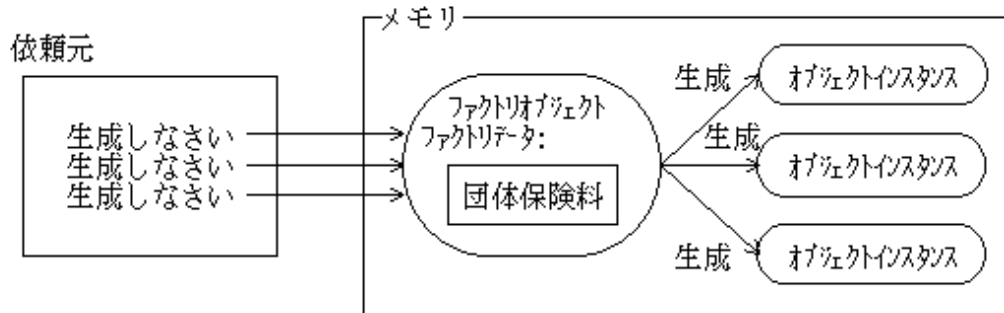 メモリ
依頼元
生成しなさい
生成しなさい
生成しなさい
ファクトリオブジェクト
ファクトリデータ:
団体保険料
生成
オブジェクトインスタンス
生成
オブジェクトインスタンス
生成
オブジェクトインスタンス